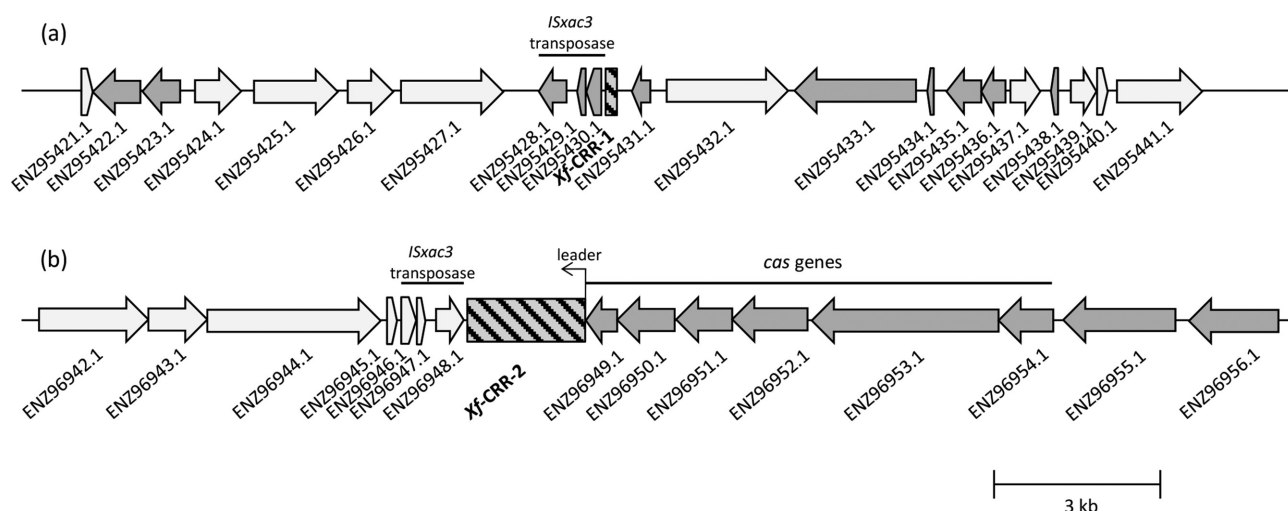 (a)
ISxac3
transposase
ENZ95421.1
ENZ95422.1
ENZ95423.1
ENZ95424.1
ENZ95425.1
ENZ95426.1
ENZ95427.1
ENZ95428.1
ENZ95429.1
ENZ95430.1
Xf-CRR-1
ENZ95431.1
ENZ95432.1
ENZ95433.1
ENZ95434.1
ENZ95435.1
ENZ95436.1
ENZ95437.1
ENZ95438.1
ENZ95439.1
ENZ95440.1
ENZ95441.1
(b)
ISxac3
transposase
leader
cas genes
ENZ96942.1
ENZ96943.1
ENZ96944.1
ENZ96945.1
ENZ96946.1
ENZ96947.1
ENZ96948.1
Xf-CRR-2
ENZ96949.1
ENZ96950.1
ENZ96951.1
ENZ96952.1
ENZ96953.1
ENZ96954.1
ENZ96955.1
ENZ96956.1
3 kb